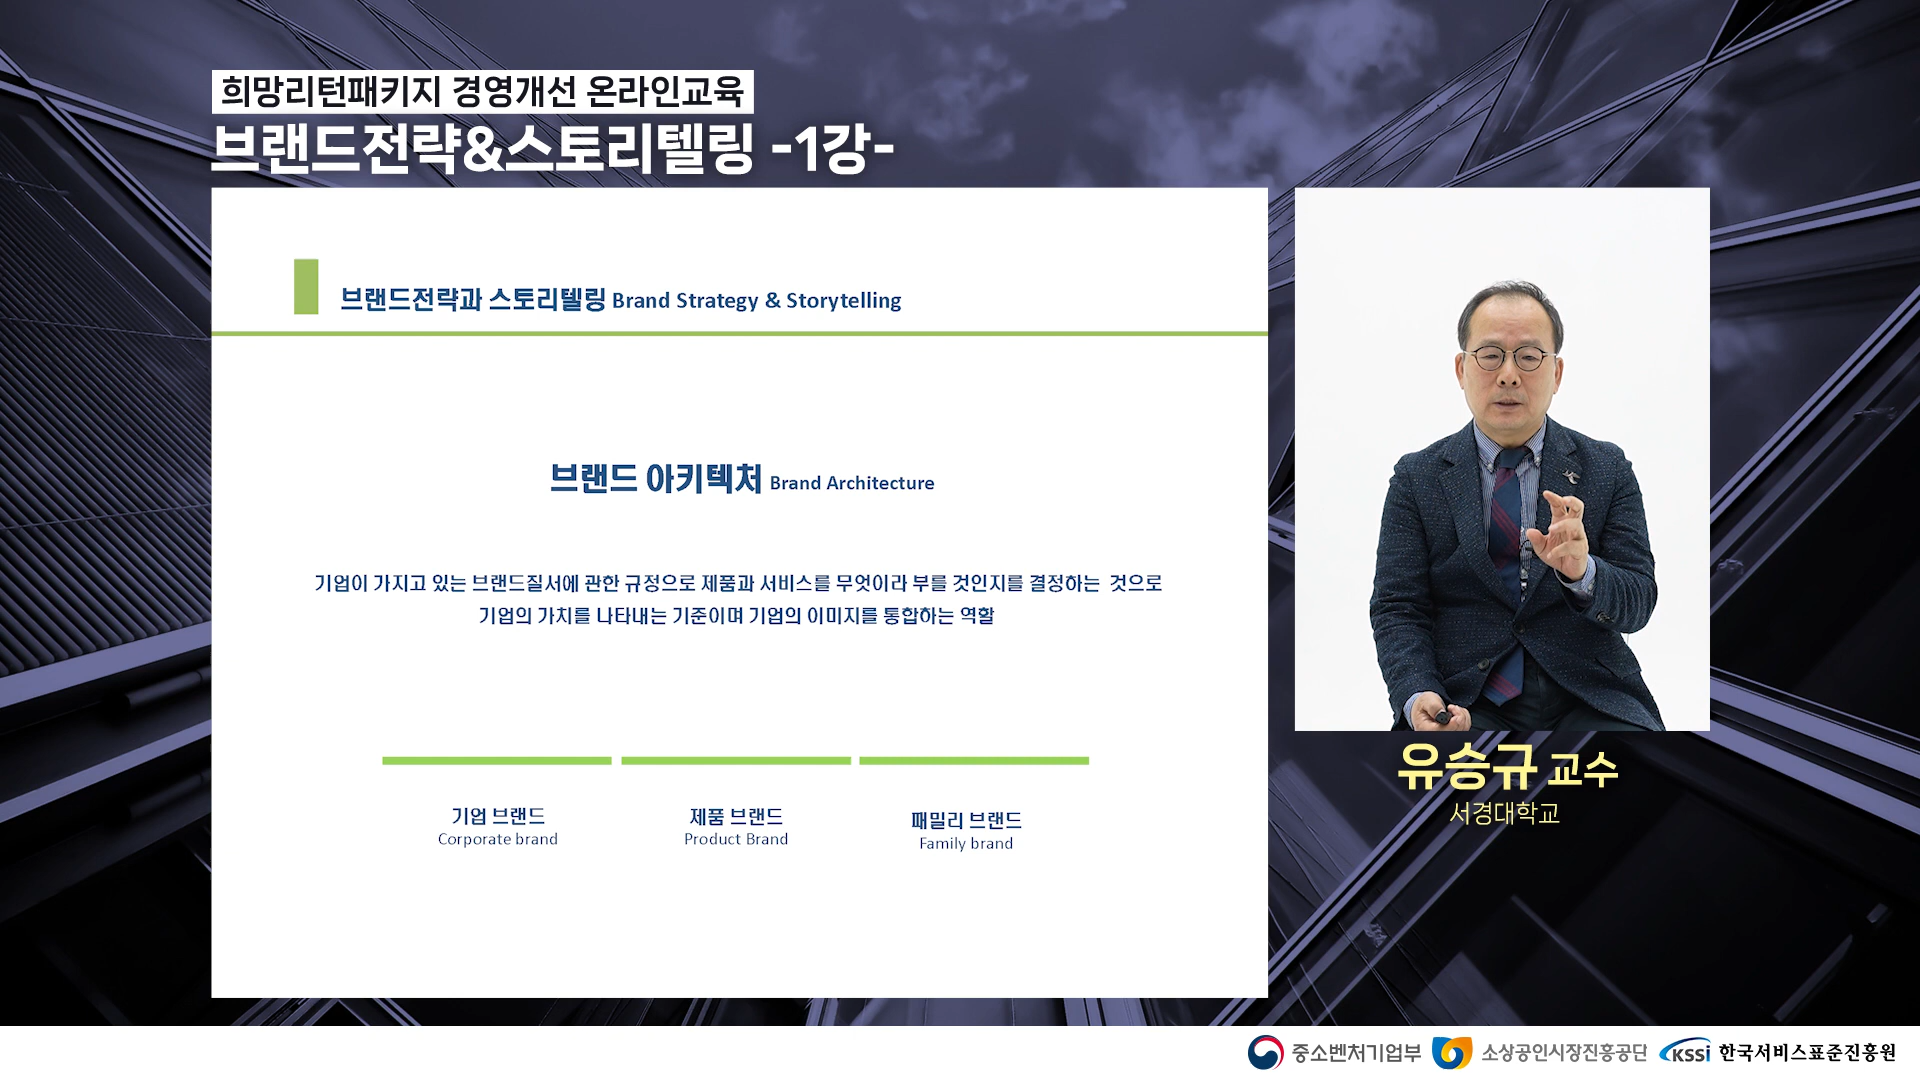 희망리턴패키지 경영개선 온라인교육
브랜드전략&스토리텔링 -1강-
브랜드전략과 스토리텔링 Brand Strategy & Storytelling
브랜드 아키텍처 Brand Architecture
기업이 가지고 있는 브랜드질서에 관한 규정으로 제품과 서비스를 무엇이라 부를 것인지를 결정하는 것으로
기업의 가치를 나타내는 기준이며 기업의 이미지를 통합하는 역할
기업 브랜드
Corporate brand
제품 브랜드
Product Brand
패밀리 브랜드
Family brand
유승규 교수
서경대학교
중소벤처기업부 소상공인시장진흥공단 KSSI 한국서비스표준진흥원